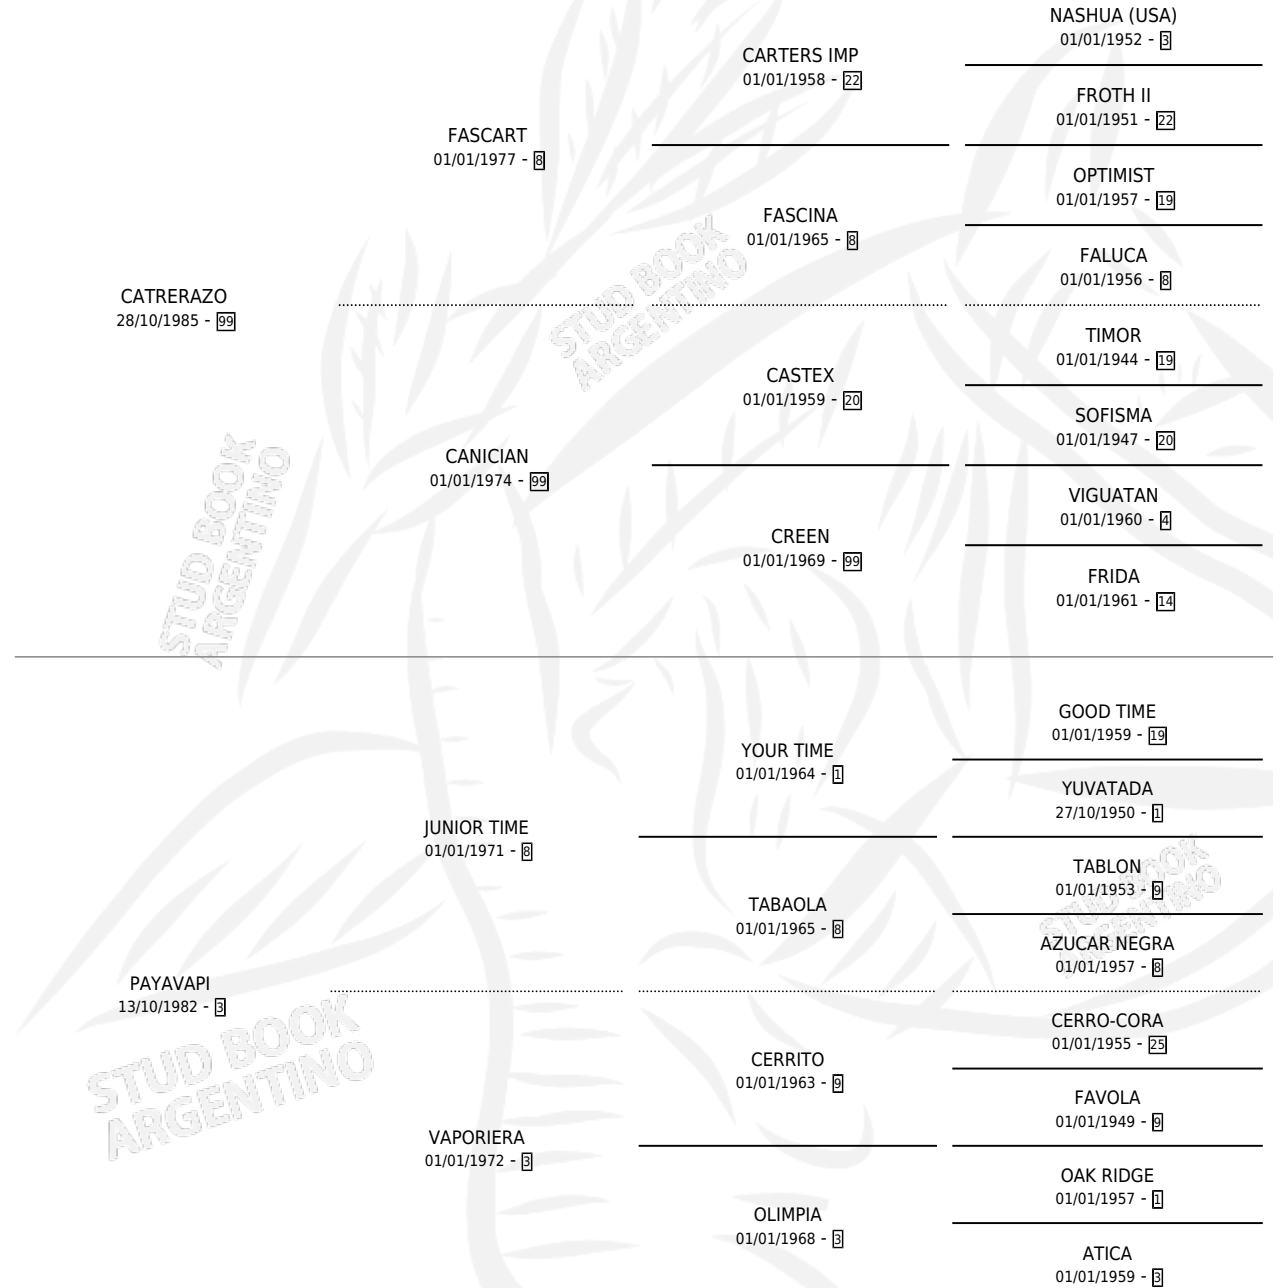 NASHUA (USA)
01/01/1952 - 3
CARTERS IMP
01/01/1958 - 22
FROTH II
01/01/1951 - 22
FASCART
01/01/1977 - 8
OPTIMIST
01/01/1957 - 19
FASCINA
01/01/1965 - 8
FALUCA
01/01/1956 - 8
CATRERAZO
28/10/1985 - 99
TIMOR
01/01/1944 - 19
CASTEX
01/01/1959 - 20
SOFISMA
01/01/1947 - 20
CANICIAN
01/01/1974 - 99
VIGUATAN
01/01/1960 - 4
CREEN
01/01/1969 - 99
FRIDA
01/01/1961 - 14
GOOD TIME
01/01/1959 - 19
YOUR TIME
01/01/1964 - 1
YUVATADA
27/10/1950 - 1
JUNIOR TIME
01/01/1971 - 8
TABLON
01/01/1953 - 9
TABAOLA
01/01/1965 - 8
AZUCAR NEGRA
01/01/1957 - 8
PAYAVAPI
13/10/1982 - 3
CERRO-CORA
01/01/1955 - 25
CERRITO
01/01/1963 - 9
FAVOLA
01/01/1949 - 9
VAPORIERA
01/01/1972 - 3
OAK RIDGE
01/01/1957 - 1
OLIMPIA
01/01/1968 - 3
ATICA
01/01/1959 - 3
STUD BOOK
ARGENTINO
STUD BOOK
ARGENTINO
STUD BOOK
ARGENTINO
STUD BOOK
ARGENTINO